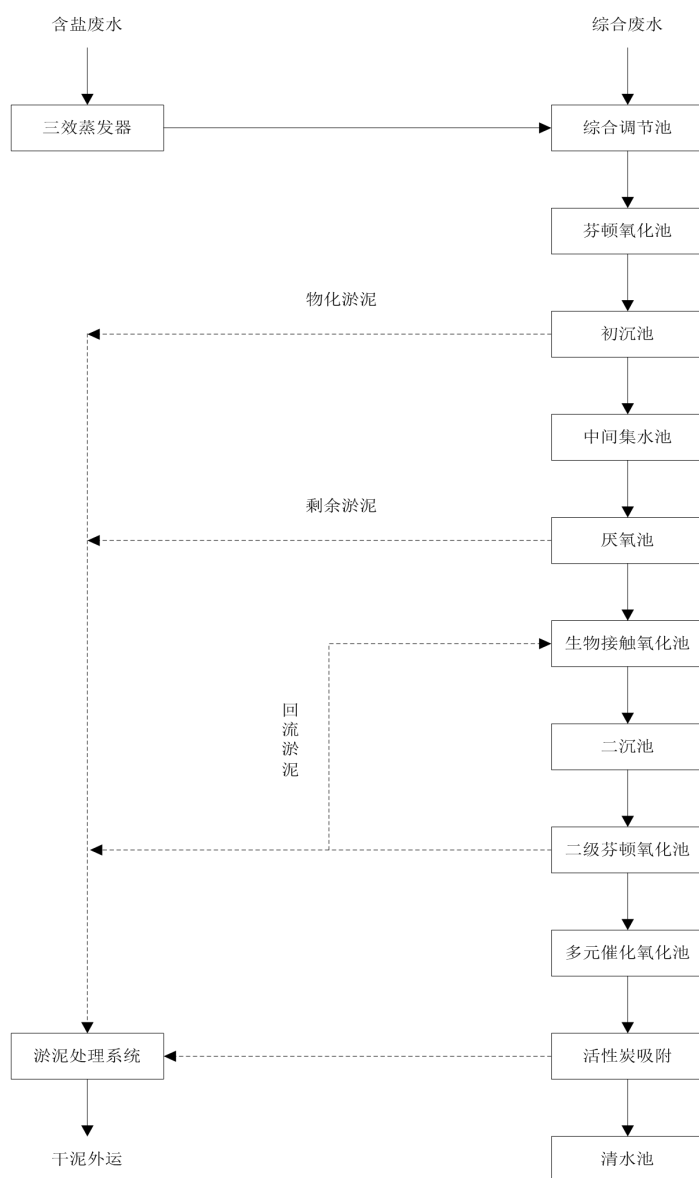 含盐废水
综合废水
三效蒸发器
综合调节池
芬顿氧化池
物化淤泥
初沉池
中间集水池
剩余淤泥
厌氧池
生物接触氧化池
回流淤泥
二沉池
二级芬顿氧化池
多元催化氧化池
淤泥处理系统
活性炭吸附
干泥外运
清水池